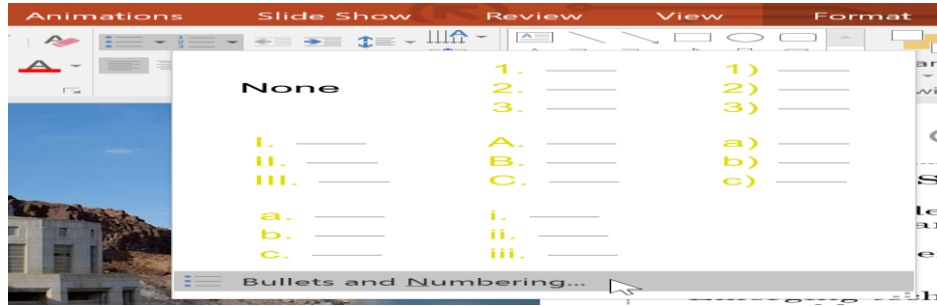 Animations Slide Show Review View Format
None
1.
2.
3.
1)
2)
3)
I.
II.
III.
A.
B.
C.
a)
b)
c)
a.
b.
c.
i.
ii.
iii.
Bullets and Numbering...